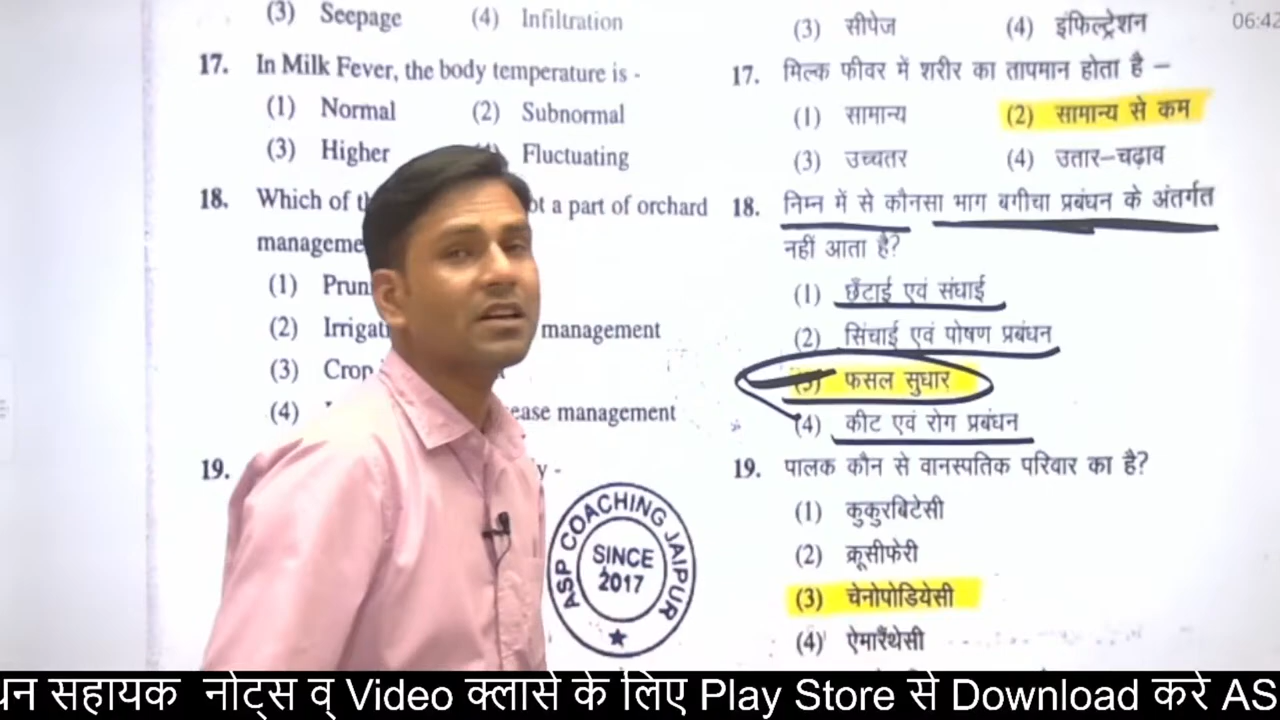 (3) Seepage (4) Infiltration
17. In Milk Fever, the body temperature is -
(1) Normal (2) Subnormal
(3) Higher Fluctuating
18. Which of a part of orchard
(1)
(2) management
(3) Crop
(4) management
19.
(3) सीपेज (4) इंफिल्ट्रेशन
17. मिल्क फीवर में शरीर का तापमान होता है –
(1) सामान्य (2) सामान्य से कम
(3) उच्चतर (4) उतार–चढ़ाव
18. निम्न में से कौनसा भाग बगीचा प्रबंधन के अंतर्गत
नहीं आता है?
(1) छँटाई एवं संघाई
(2) सिंचाई एवं पोषण प्रबंधन
(3) फसल सुधार
(4) कीट एवं रोग प्रबंधन
19. पालक कौन से वानस्पतिक परिवार का है?
(1) कुकुरबिटेसी
(2) क्रूसीफेरी
(3) चेनोपोडियेसी
(4) ऐमारैंथेसी
06:42
ASP COACHING JAIPUR
SINCE
2017
सहायक नोट्स व् Video क्लासे के लिए Play Store से Download करे AS